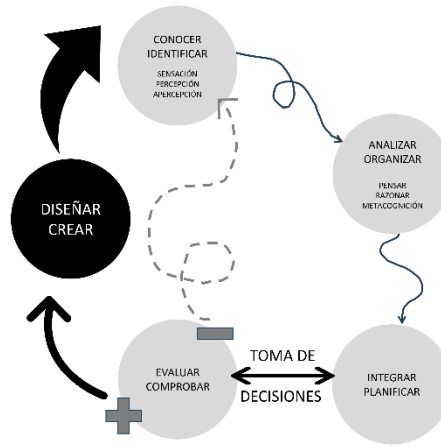 CONOCER
IDENTIFICAR
SENSACIÓN
PERCEPCIÓN
APERCEPCIÓN
ANALIZAR
ORGANIZAR
PENSAR
RAZONAR
METACOGNICIÓN
DISEÑAR
CREAR
EVALUAR
COMPROBAR
TOMA DE
DECISIONES
INTEGRAR
PLANIFICAR